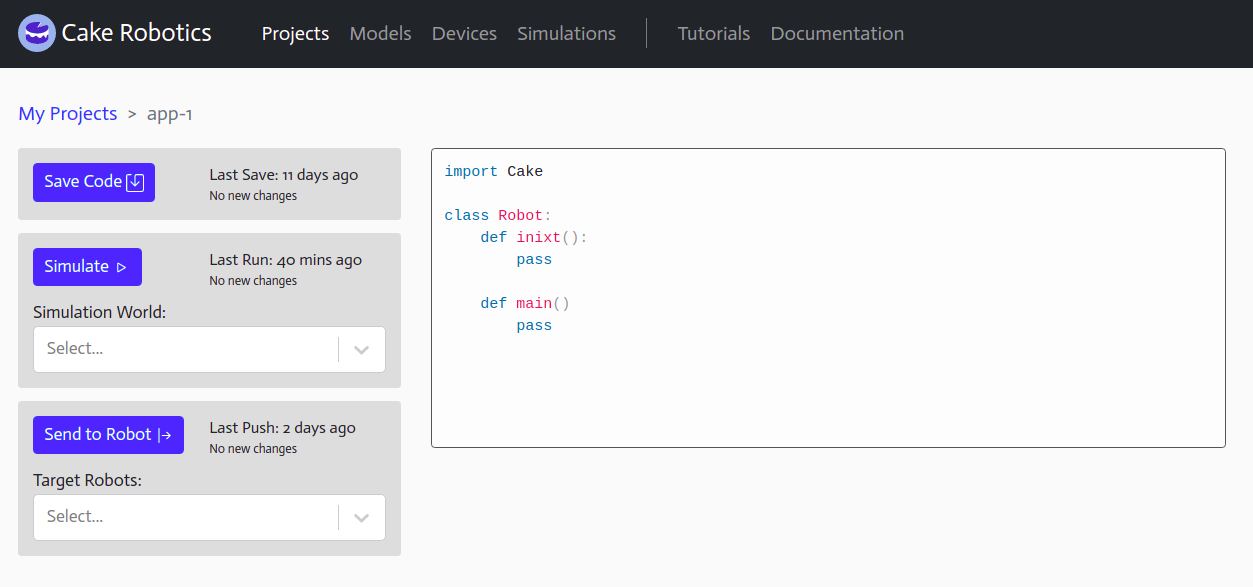 Cake Robotics
Projects Models Devices Simulations Tutorials Documentation
My Projects > app-1
Save Code
Last Save: 11 days ago
No new changes
Simulate
Last Run: 40 mins ago
No new changes
Simulation World:
Select...
Send to Robot
Last Push: 2 days ago
No new changes
Target Robots:
Select...
import Cake
class Robot:
    def inixt():
        pass
    def main()
        pass